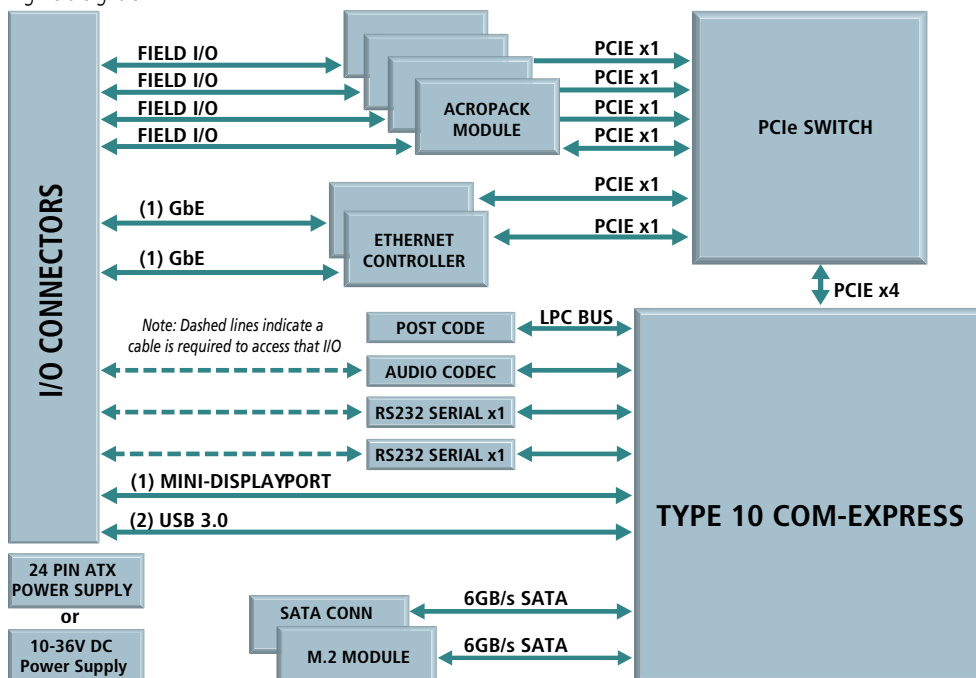 FIELD I/O
FIELD I/O
FIELD I/O
FIELD I/O
ACROPACK
MODULE
PCIE x1
PCIE x1
PCIE x1
PCIE x1
PCIe SWITCH
I/O CONNECTORS
(1) GbE
(1) GbE
ETHERNET
CONTROLLER
PCIE x1
PCIE x1
PCIE x4
Note: Dashed lines indicate a
cable is required to access that I/O
POST CODE
LPC BUS
AUDIO CODEC
RS232 SERIAL x1
RS232 SERIAL x1
(1) MINI-DISPLAYPORT
(2) USB 3.0
TYPE 10 COM-EXPRESS
24 PIN ATX
POWER SUPPLY
or
10-36V DC
Power Supply
SATA CONN
6GB/s SATA
M.2 MODULE
6GB/s SATA